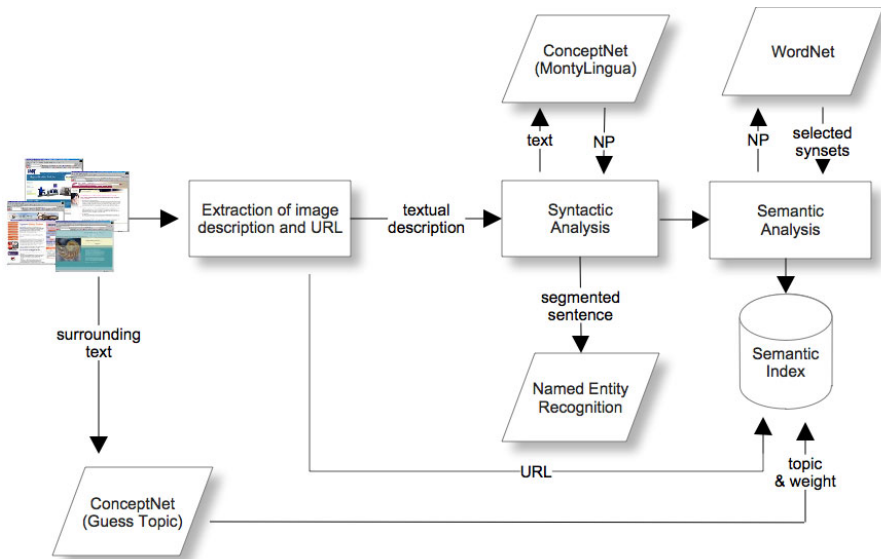 ConceptNet
(MontyLingua)
WordNet
text
NP
NP
selected
synsets
Extraction of image
description and URL
textual
description
Syntactic
Analysis
Semantic
Analysis
surrounding
text
segmented
sentence
Semantic
Index
Named Entity
Recognition
URL
topic
& weight
ConceptNet
(Guess Topic)